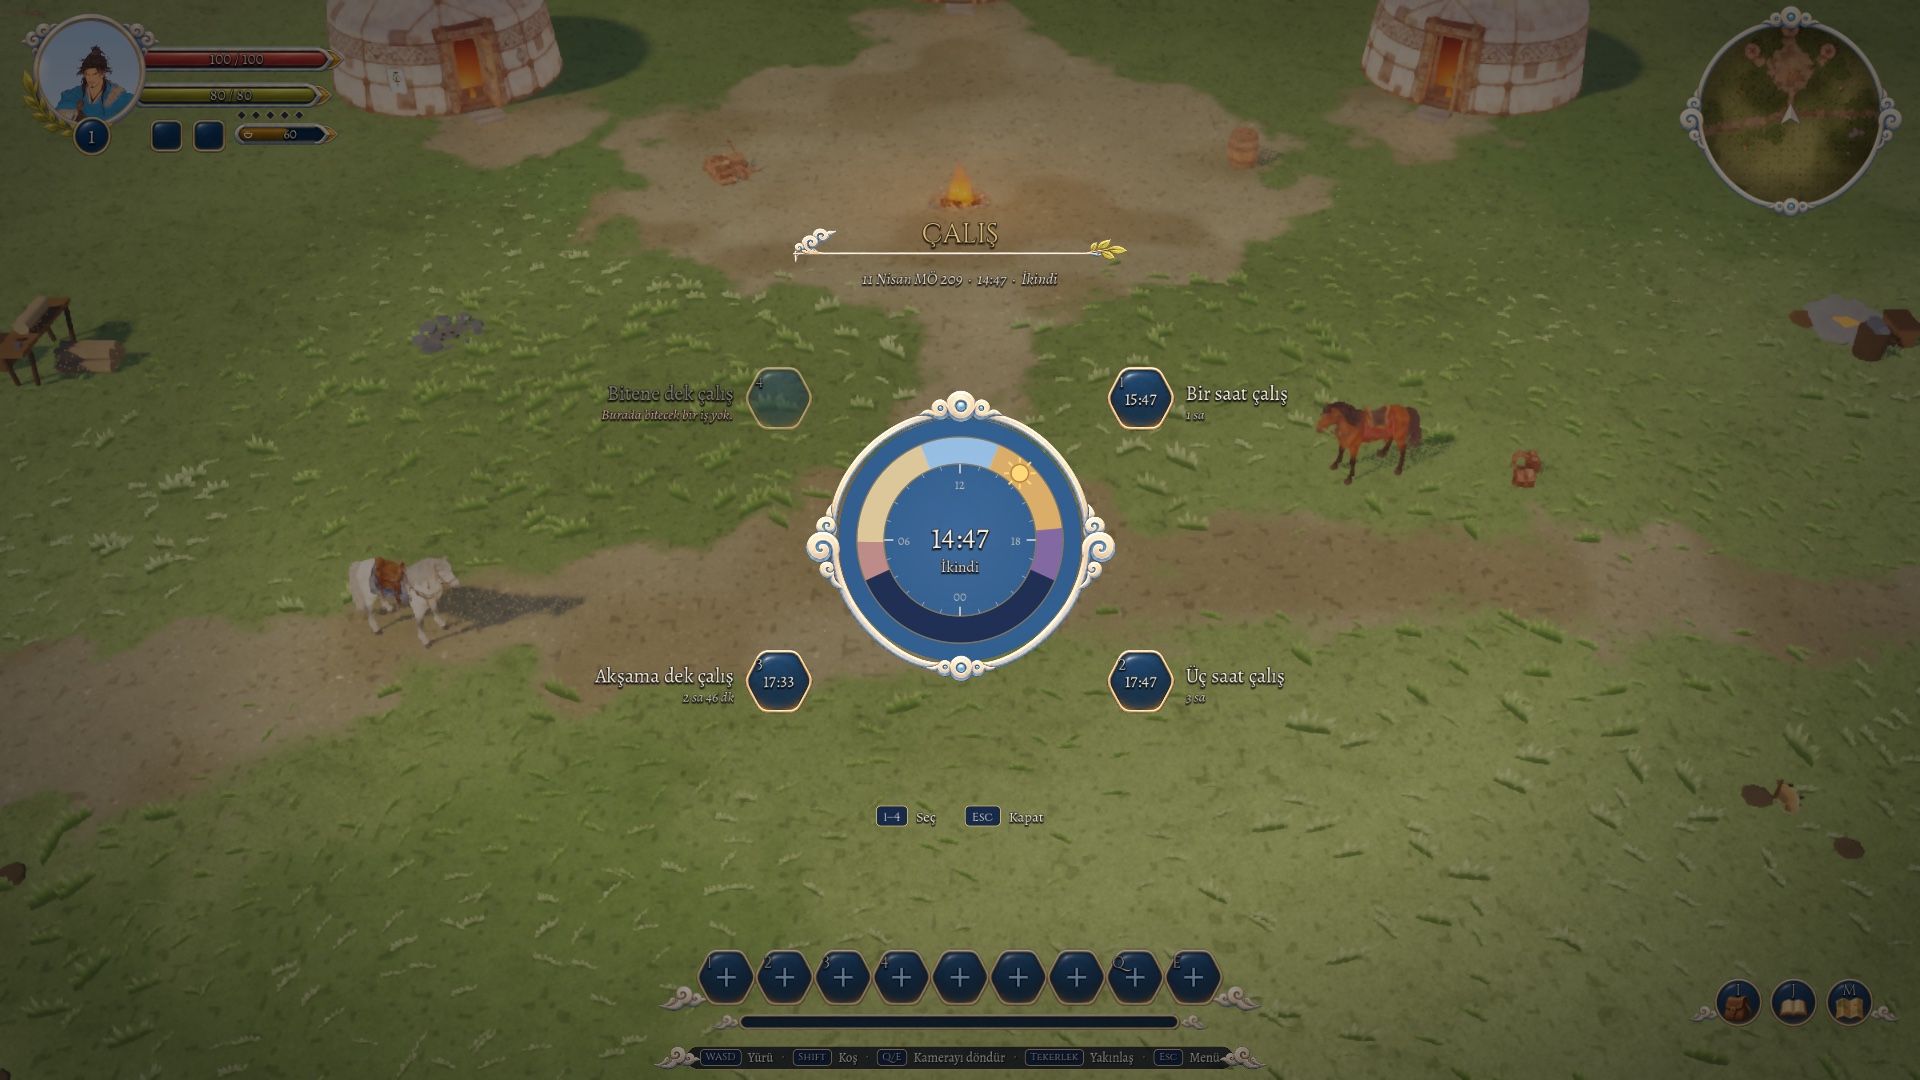 100 / 100
80 / 80
60
1
ÇALIŞ
11 Nisan MÖ 209 · 14:47 · İkindi
4
Bitene dek çalış
Burada bitecek bir iş yok.
1
15:47
Bir saat çalış
1 sa
12
06
14:47
18
İkindi
00
3
17:33
Akşama dek çalış
2 sa 46 dk
2
17:47
Üç saat çalış
3 sa
1–4 Seç ESC Kapat
1 2 3 4 Q E
I J M
WASD Yürü · SHIFT Koş · Q/E Kamerayı döndür · TEKERLEK Yakınlaş · ESC Menü